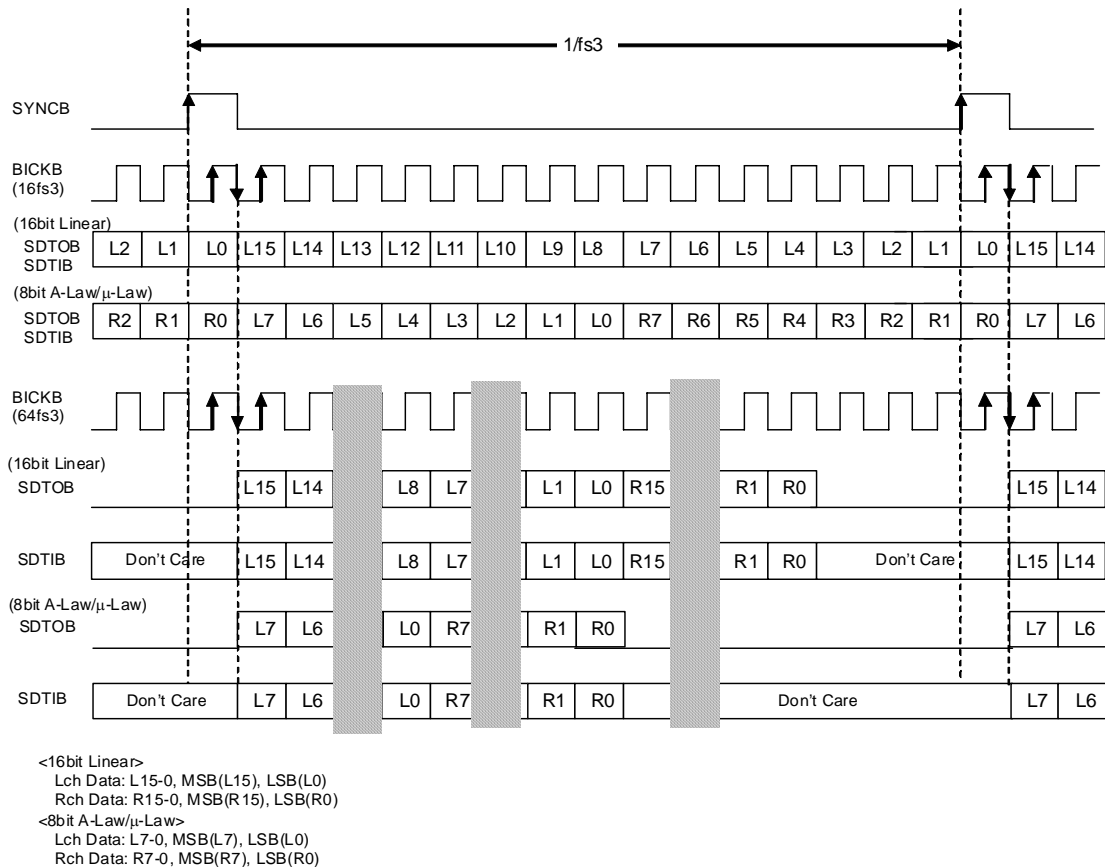 1/fs3
SYNCB
BICKB
(16fs3)
(16bit Linear)
SDTOB
SDTIB
L2 L1 L0 L15 L14 L13 L12 L11 L10 L9 L8 L7 L6 L5 L4 L3 L2 L1 L0 L15 L14
(8bit A-Law/μ-Law)
SDTOB
SDTIB
R2 R1 R0 L7 L6 L5 L4 L3 L2 L1 L0 R7 R6 R5 R4 R3 R2 R1 R0 L7 L6
BICKB
(64fs3)
(16bit Linear)
SDTOB L15 L14 L8 L7 L1 L0 R15 R1 R0 L15 L14
SDTIB Don't Care L15 L14 L8 L7 L1 L0 R15 R1 R0 Don't Care L15 L14
(8bit A-Law/μ-Law)
SDTOB L7 L6 L0 R7 R1 R0 L7 L6
SDTIB Don't Care L7 L6 L0 R7 R1 R0 Don't Care L7 L6
<16bit Linear>
Lch Data: L15-0, MSB(L15), LSB(L0)
Rch Data: R15-0, MSB(R15), LSB(R0)
<8bit A-Law/μ-Law>
Lch Data: L7-0, MSB(L7), LSB(L0)
Rch Data: R7-0, MSB(R7), LSB(R0)